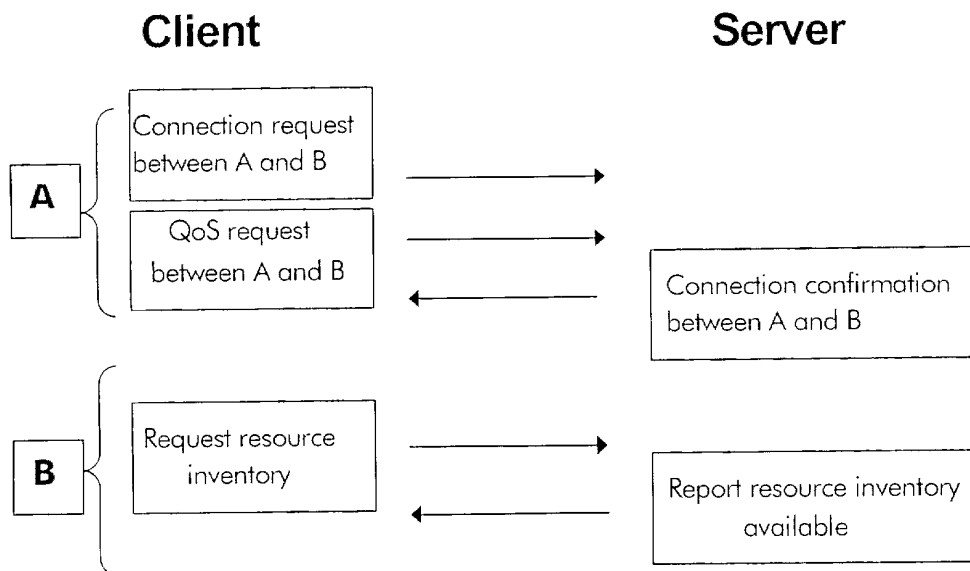 Client
Server
Connection request
between A and B
A
QoS request
between A and B
Connection confirmation
between A and B
Request resource
inventory
B
Report resource inventory
available